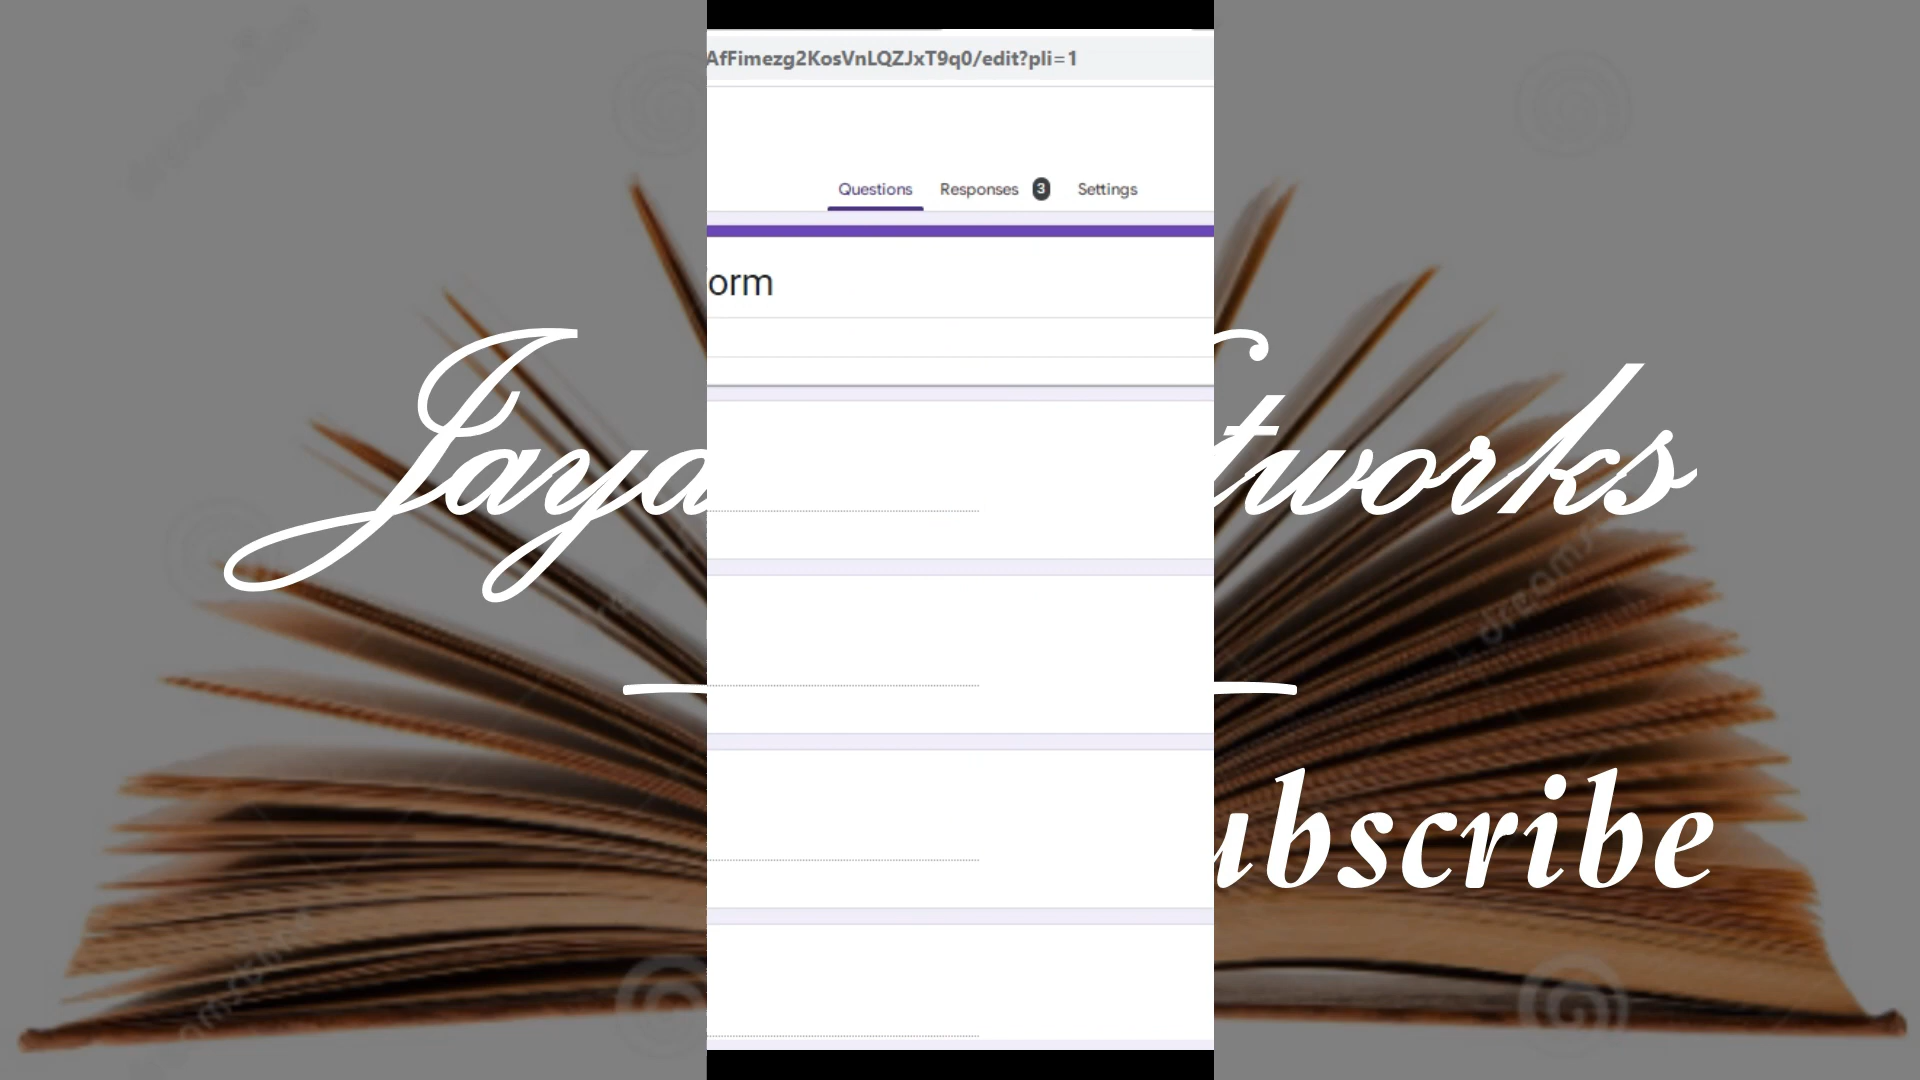 AfFimezg2KosVnLQZJxT9q0/edit?pli=1
Questions Responses 3 Settings
orm
Jaya tworks
ubscribe